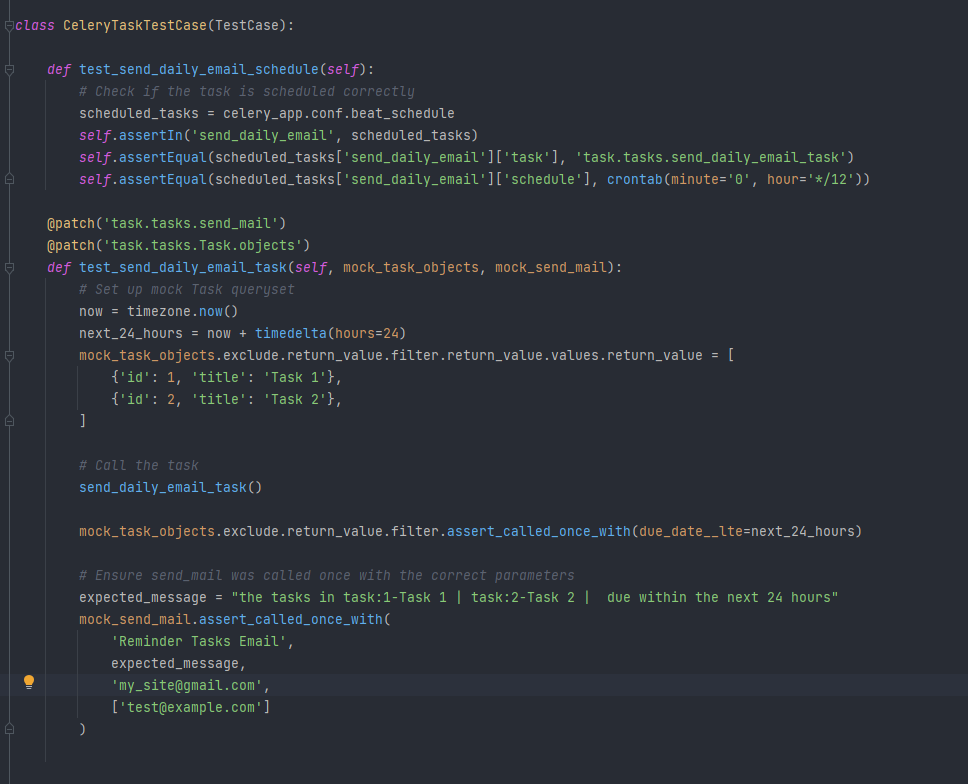 class CeleryTaskTestCase(TestCase):
def test_send_daily_email_schedule(self):
# Check if the task is scheduled correctly
scheduled_tasks = celery_app.conf.beat_schedule
self.assertIn('send_daily_email', scheduled_tasks)
self.assertEqual(scheduled_tasks['send_daily_email']['task'], 'task.tasks.send_daily_email_task')
self.assertEqual(scheduled_tasks['send_daily_email']['schedule'], crontab(minute='0', hour='*/12'))
@patch('task.tasks.send_mail')
@patch('task.tasks.Task.objects')
def test_send_daily_email_task(self, mock_task_objects, mock_send_mail):
# Set up mock Task queryset
now = timezone.now()
next_24_hours = now + timedelta(hours=24)
mock_task_objects.exclude.return_value.filter.return_value.values.return_value = [
{'id': 1, 'title': 'Task 1'},
{'id': 2, 'title': 'Task 2'},
]
# Call the task
send_daily_email_task()
mock_task_objects.exclude.return_value.filter.assert_called_once_with(due_date__lte=next_24_hours)
# Ensure send_mail was called once with the correct parameters
expected_message = "the tasks in task:1-Task 1 | task:2-Task 2 |  due within the next 24 hours"
mock_send_mail.assert_called_once_with(
'Reminder Tasks Email',
expected_message,
'my_site@gmail.com',
['test@example.com']
)